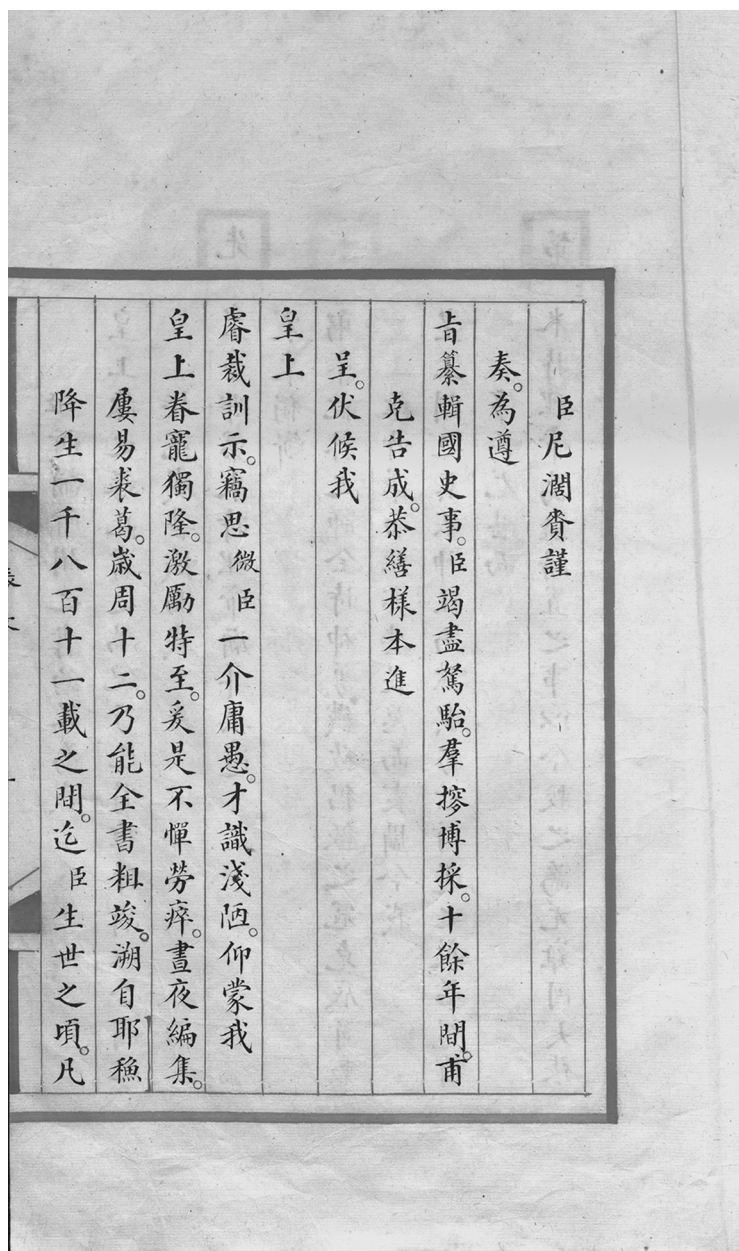 臣尼濶賚謹
奏。為遵
旨纂輯國史事。臣竭盡駑駘。羣搜博採。十餘年間。甫
克告成。恭繕樣本進
呈。伏候我
皇上
睿裁訓示。竊思微臣一介庸愚。才識淺陋。仰蒙我
皇上眷寵獨隆。激勵特至。爰是不憚勞瘁。晝夜編集。
屢易裘葛。歲周十二。乃能全書粗竣。溯自耶穌
降生一千八百十一載之間。迄臣生世之頃。凡